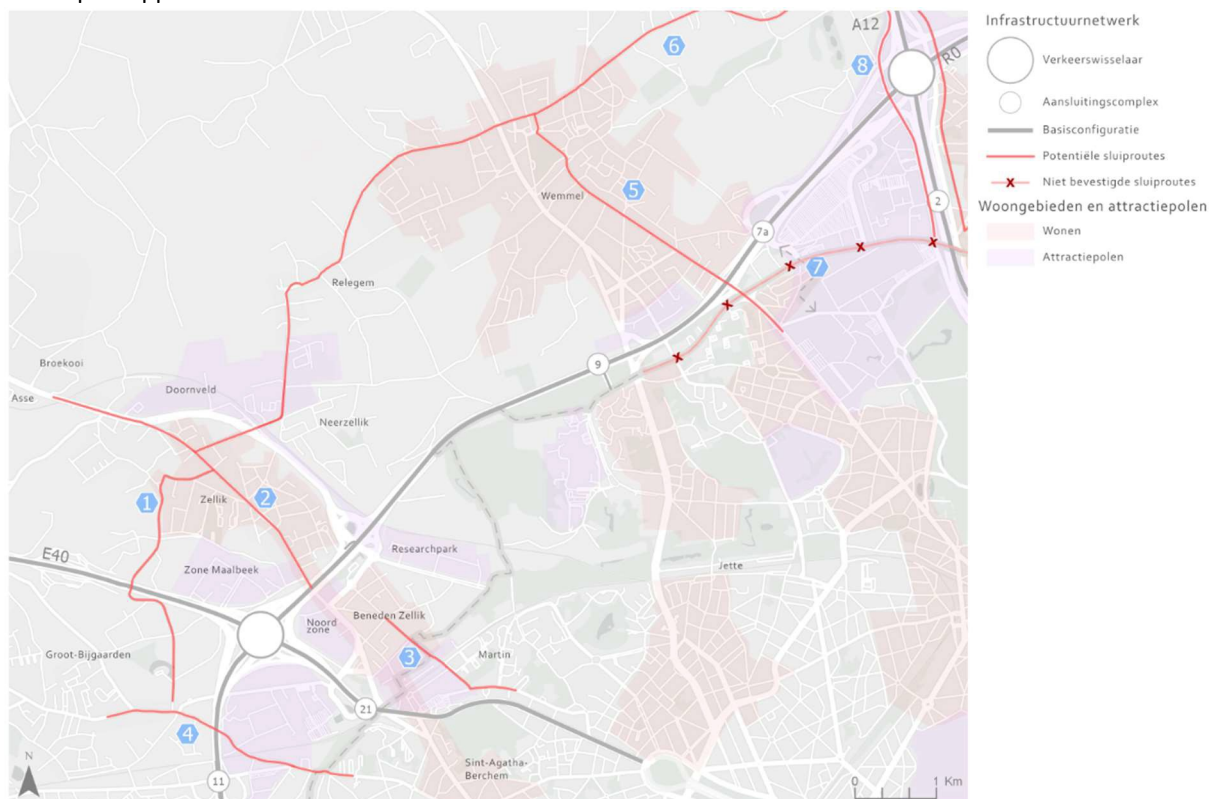 A12
R0
6
8
Wemmel
5
2
7a
7
Relegem
Broekooi
Asse
Doornveld
9
Neerzellik
1
2
Zellik
E40
Zone Maalbeek
Researchpark
Jette
Noord
zone
Beneden Zellik
Groot-Bijgaarden
3
Martin
21
4
Sint-Agatha-
Berchem
11
N
0 1 Km
Infrastructuurnetwerk
Verkeerswisselaar
Aansluitingscomplex
Basisconfiguratie
Potentiële sluiproutes
Niet bevestigde sluiproutes
Woongebieden en attractiepolen
Wonen
Attractiepolen